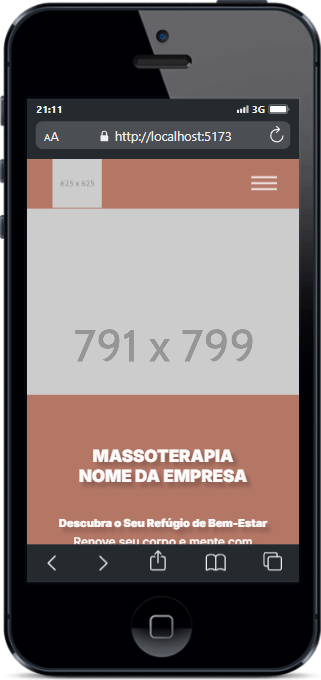 21:11
3G
AA
http://localhost:5173
625 x 625
791 x 799
MASSOTERAPIA
NOME DA EMPRESA
Descubra o Seu Refúgio de Bem-Estar
Renove seu corpo e mente com